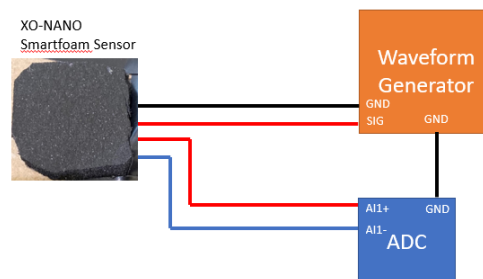 XO-NANO
Smartfoam Sensor
Waveform
Generator
GND
SIG
GND
AI1+
GND
AI1-
ADC